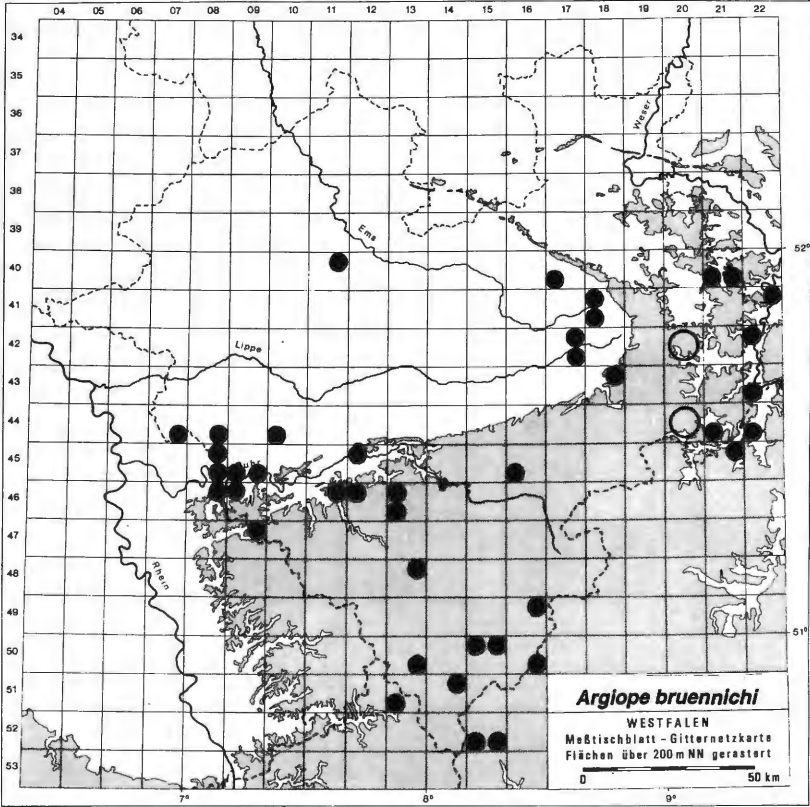 04 05 06 07 08 09 10 11 12 13 14 15 16 17 18 19 20 21 22
34
35
36
37
38
39
40
41
42
43
44
45
46
47
48
49
50
51
52
53
Weser
Ems
52°
Lippe
Rhein
51°
Argiope bruennichi
WESTFALEN
Meßtischblatt - Gitternetzkarte
Flächen über 200 m NN gerastert
0 50 km
7° 8° 9°